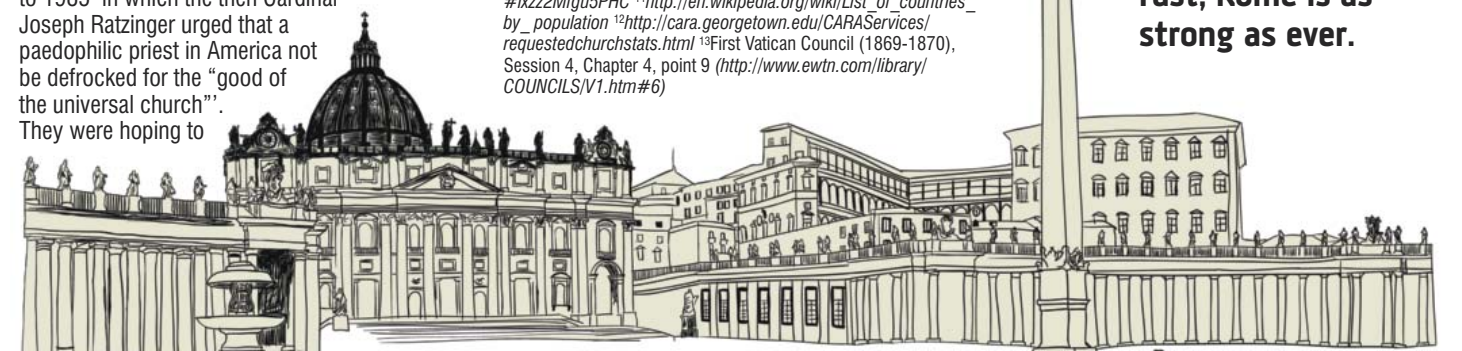 Joseph Ratzinger urged that a
paedophilic priest in America not
be defrocked for the “good of
the universal church”’.
They were hoping to
by_ population ¹²http://cara.georgetown.edu/CARAServices/
requestedchurchstats.html ¹³First Vatican Council (1869-1870),
Session 4, Chapter 4, point 9 (http://www.ewtn.com/library/
COUNCILS/V1.htm#6)
strong as ever.